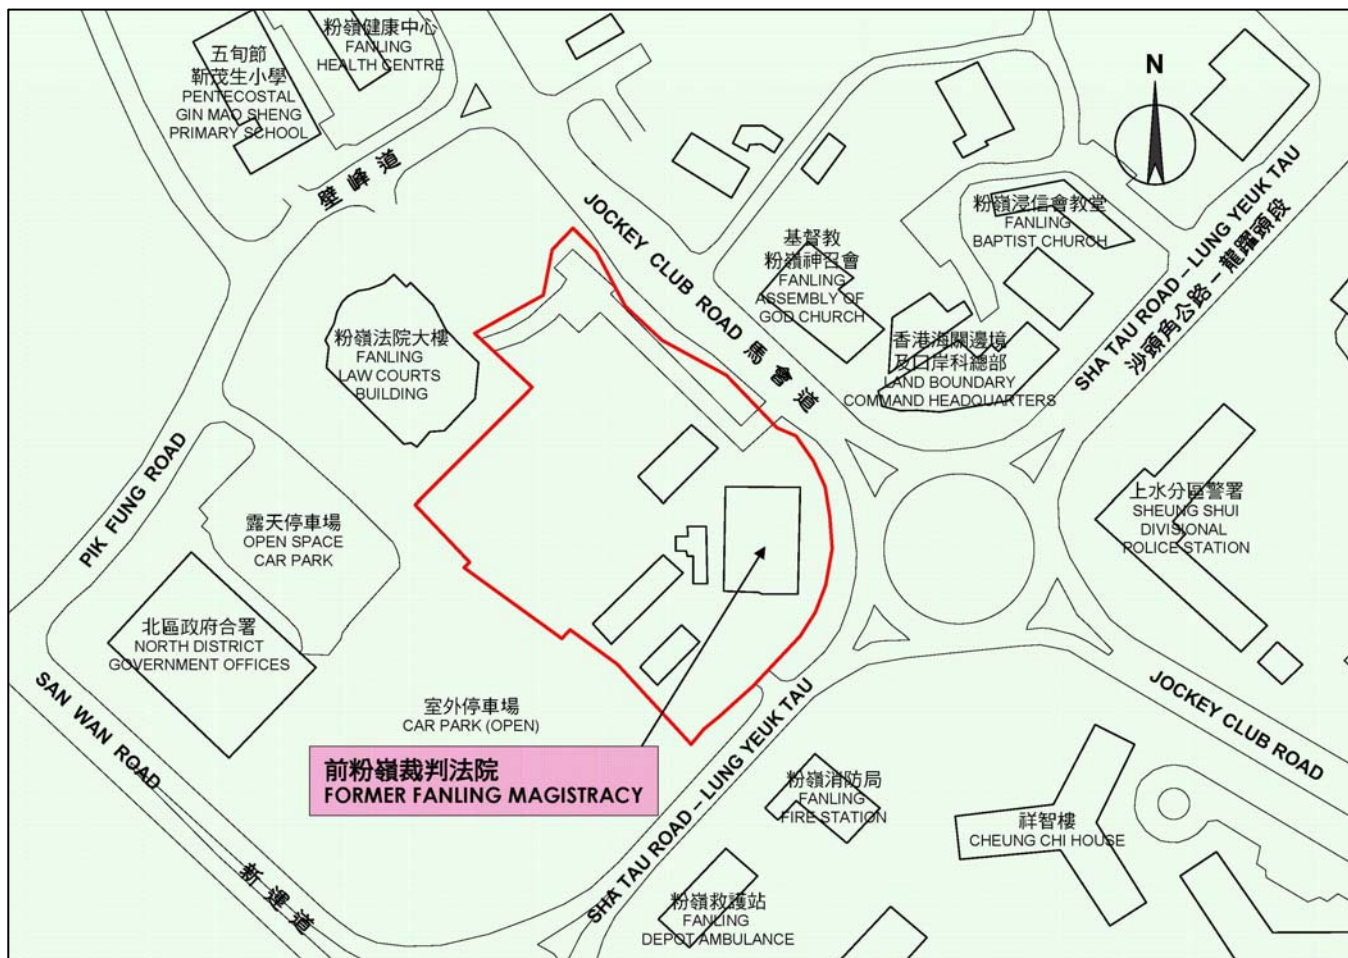 粉嶺健康中心
FANLING
HEALTH CENTRE
五旬節
靳茂生小學
PENTECOSTAL
GIN MAO SHENG
PRIMARY SCHOOL
N
璧峰道
JOCKEY CLUB ROAD 馬會道
粉嶺浸信會教堂
FANLING
BAPTIST CHURCH
SHA TAU ROAD – LUNG YEUK TAU
沙頭角公路 – 龍躍頭段
基督教
粉嶺神召會
FANLING
ASSEMBLY OF
GOD CHURCH
粉嶺法院大樓
FANLING
LAW COURTS
BUILDING
香港海關邊境
及口岸科總部
LAND BOUNDARY
COMMAND HEADQUARTERS
PIK FUNG ROAD
露天停車場
OPEN SPACE
CAR PARK
上水分區警署
SHEUNG SHUI
DIVISIONAL
POLICE STATION
北區政府合署
NORTH DISTRICT
GOVERNMENT OFFICES
SAN WAN ROAD
新運道
室外停車場
CAR PARK (OPEN)
前粉嶺裁判法院
FORMER FANLING MAGISTRACY
SHA TAU ROAD – LUNG YEUK TAU
JOCKEY CLUB ROAD
粉嶺消防局
FANLING
FIRE STATION
祥智樓
CHEUNG CHI HOUSE
粉嶺救護站
FANLING
DEPOT AMBULANCE